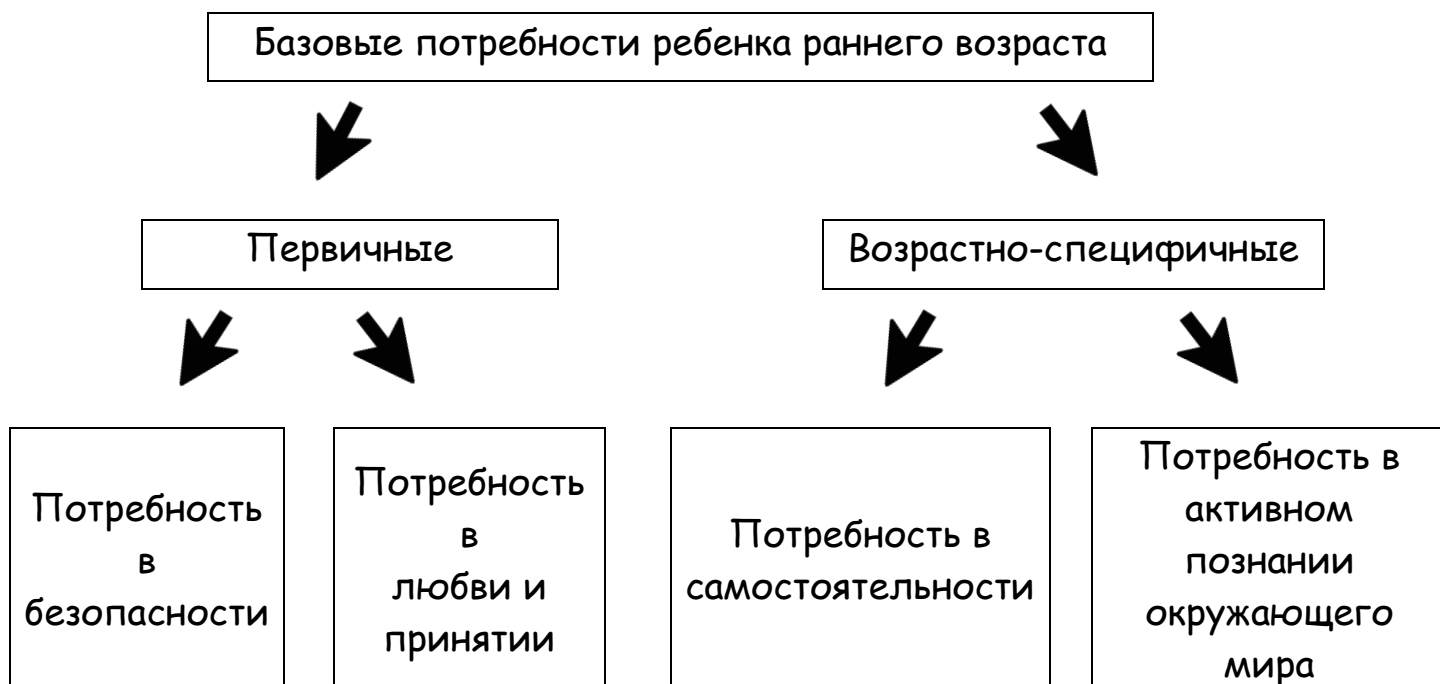 Базовые потребности ребенка раннего возраста
Первичные
Возрастно-специфичные
Потребность
в
безопасности
Потребность
в
любви и
принятии
Потребность в
самостоятельности
Потребность в
активном
познании
окружающего
мира